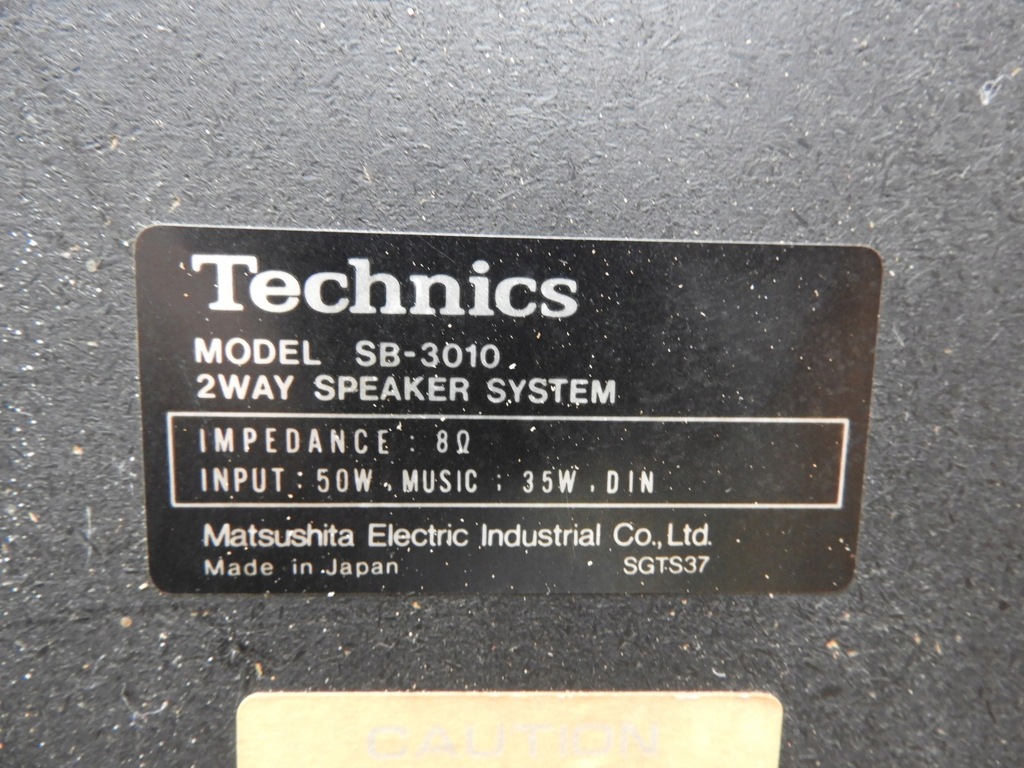 Technics
MODEL SB-3010
2WAY SPEAKER SYSTEM
IMPEDANCE : 8Ω
INPUT : 50W , MUSIC : 35W , DIN
Matsushita Electric Industrial Co., Ltd.
Made in Japan SGTS37
CAUTION